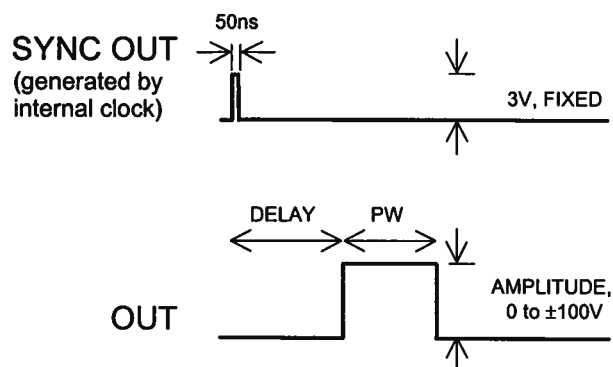 50ns
SYNC OUT
(generated by
internal clock)
3V, FIXED
DELAY
PW
AMPLITUDE,
0 to ±100V
OUT